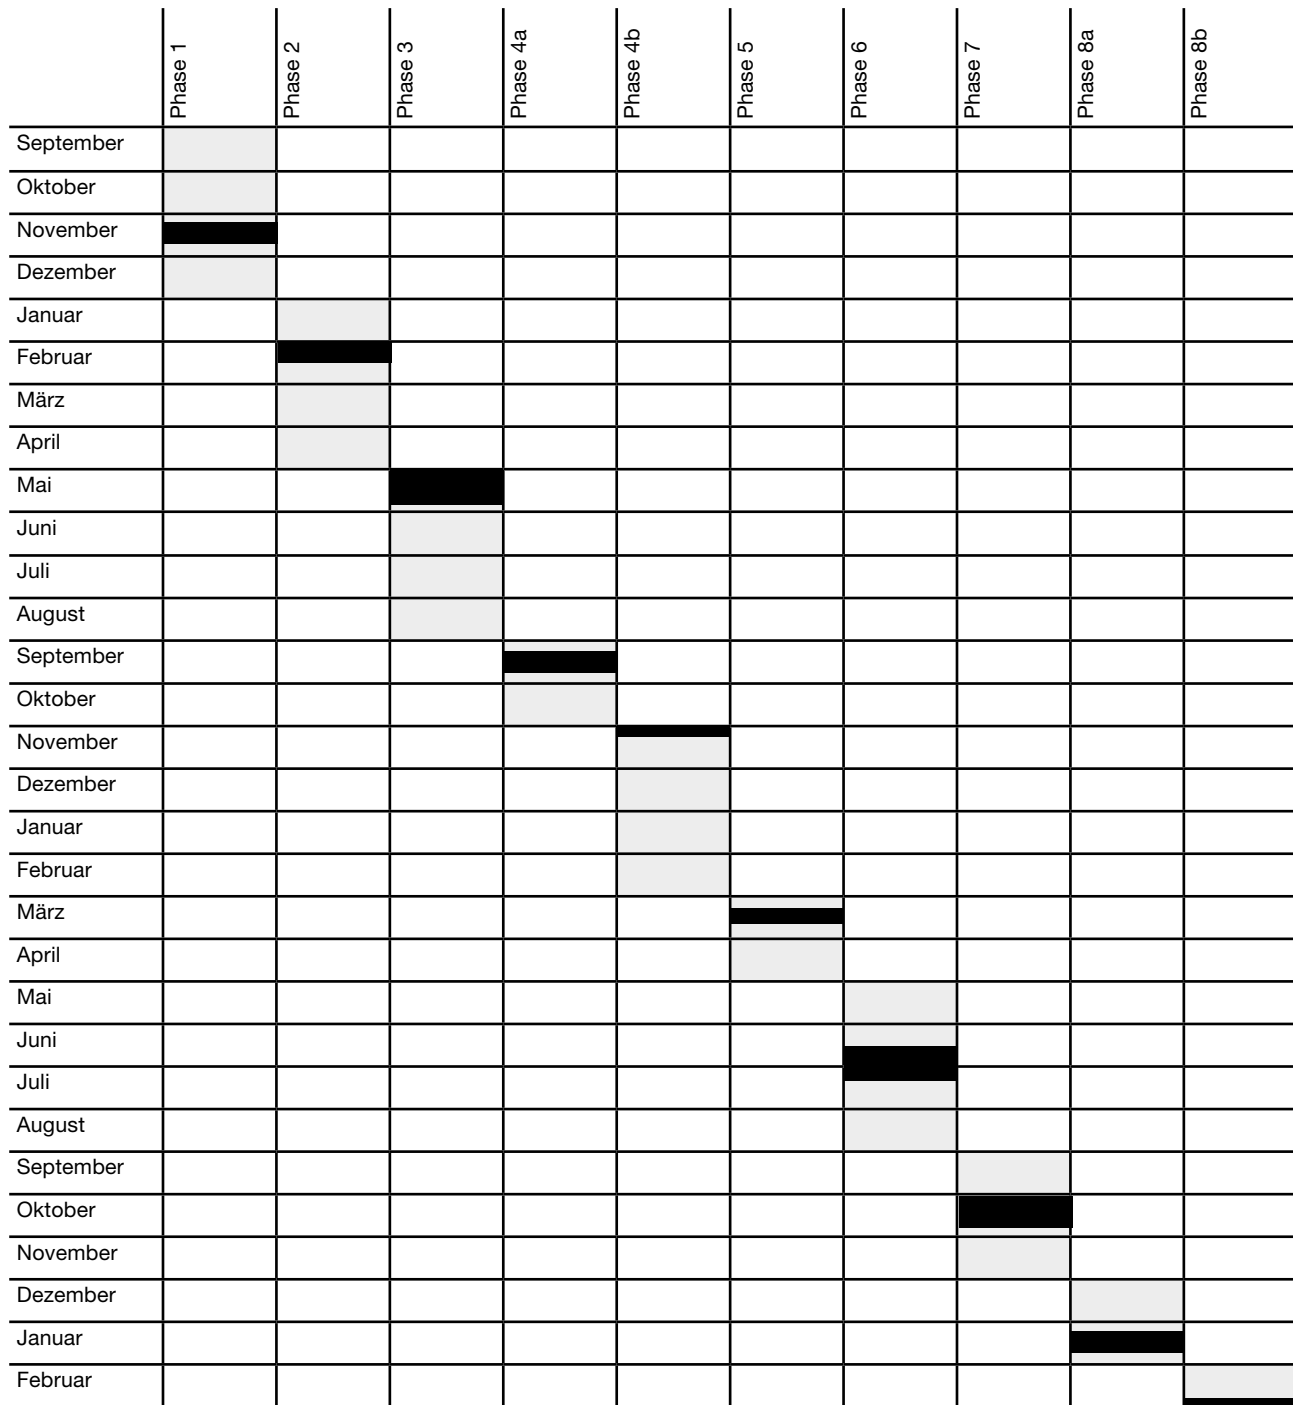 Phase 1
Phase 2
Phase 3
Phase 4a
Phase 4b
Phase 5
Phase 6
Phase 7
Phase 8a
Phase 8b
September
Oktober
November
Dezember
Januar
Februar
März
April
Mai
Juni
Juli
August
September
Oktober
November
Dezember
Januar
Februar
März
April
Mai
Juni
Juli
August
September
Oktober
November
Dezember
Januar
Februar